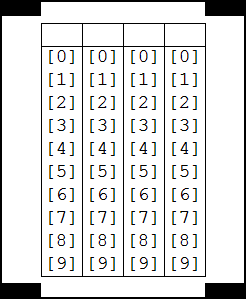 [0] [0] [0] [0]
[1] [1] [1] [1]
[2] [2] [2] [2]
[3] [3] [3] [3]
[4] [4] [4] [4]
[5] [5] [5] [5]
[6] [6] [6] [6]
[7] [7] [7] [7]
[8] [8] [8] [8]
[9] [9] [9] [9]